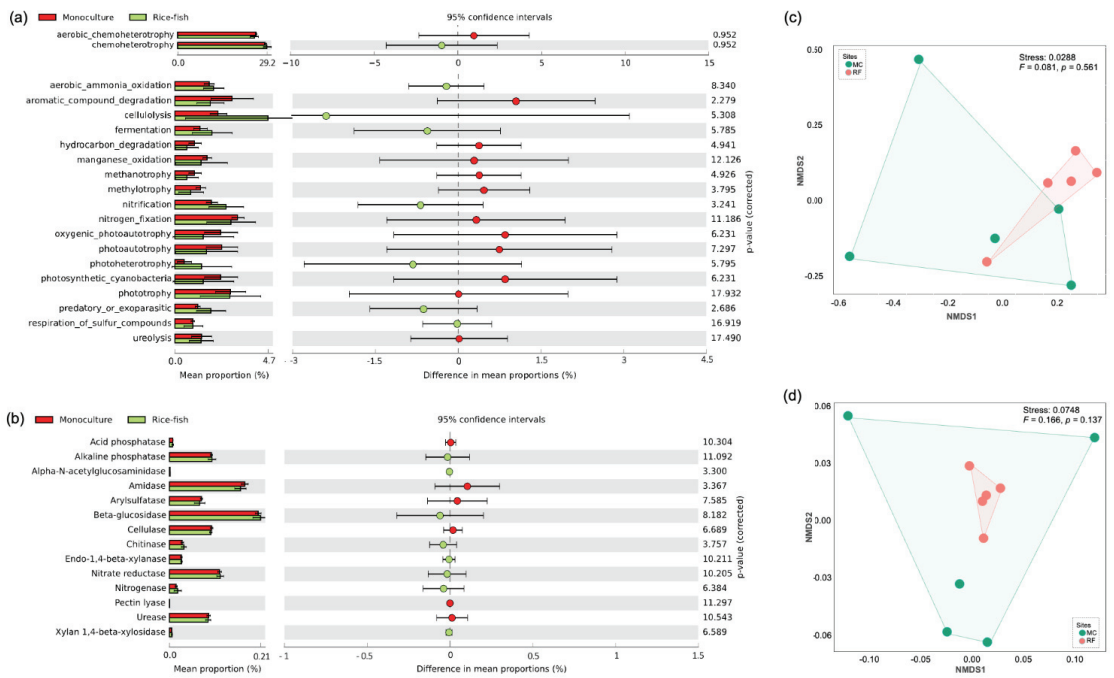 (a)
Monoculture Rice-fish 95% confidence intervals
aerobic_chemoheterotrophy 0.952
chemoheterotrophy 0.952
0.0 29.2 −10 −5 0 5 10 15
aerobic_ammonia_oxidation 8.340
aromatic_compound_degradation 2.279
cellulolysis 5.308
fermentation 5.785
hydrocarbon_degradation 4.941
manganese_oxidation 12.126
methanotrophy 4.926
methylotrophy 3.795
nitrification 3.241
nitrogen_fixation 11.186
oxygenic_photoautotrophy 6.231
photoautotrophy 7.297
photoheterotrophy 5.795
photosynthetic_cyanobacteria 6.231
phototrophy 17.932
predatory_or_exoparasitic 2.686
respiration_of_sulfur_compounds 16.919
ureolysis 17.490
p-value (corrected)
0.0 4.7 −3 −1.5 0 1.5 3 4.5
Mean proportion (%) Difference in mean proportions (%)
(b)
Monoculture Rice-fish 95% confidence intervals
Acid phosphatase 10.304
Alkaline phosphatase 11.092
Alpha-N-acetylglucosaminidase 3.300
Amidase 3.367
Arylsulfatase 7.585
Beta-glucosidase 8.182
Cellulase 6.689
Chitinase 3.757
Endo-1,4-beta-xylanase 10.211
Nitrate reductase 10.205
Nitrogenase 6.384
Pectin lyase 11.297
Urease 10.543
Xylan 1,4-beta-xylosidase 6.589
p-value (corrected)
0.0 0.21 −1 −0.5 0 0.5 1 1.5
Mean proportion (%) Difference in mean proportions (%)
(c)
Sites
MC
RF
Stress: 0.0288
F = 0.081, p = 0.561
0.50
0.25
0.00
-0.25
NMDS2
-0.6 -0.4 -0.2 0.0 0.2 0.4
NMDS1
(d)
Stress: 0.0748
F = 0.166, p = 0.137
0.06
0.03
0.00
-0.03
-0.06
NMDS2
Sites
MC
RF
-0.10 -0.05 0.00 0.05 0.10
NMDS1